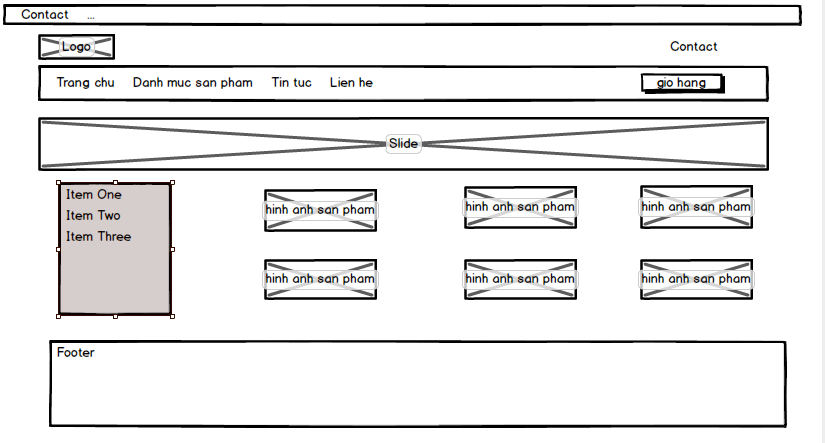 Contact ...
Logo
Contact
Trang chu Danh muc san pham Tin tuc Lien he gio hang
Slide
Item One
Item Two
Item Three
hinh anh san pham hinh anh san pham hinh anh san pham
hinh anh san pham hinh anh san pham hinh anh san pham
Footer